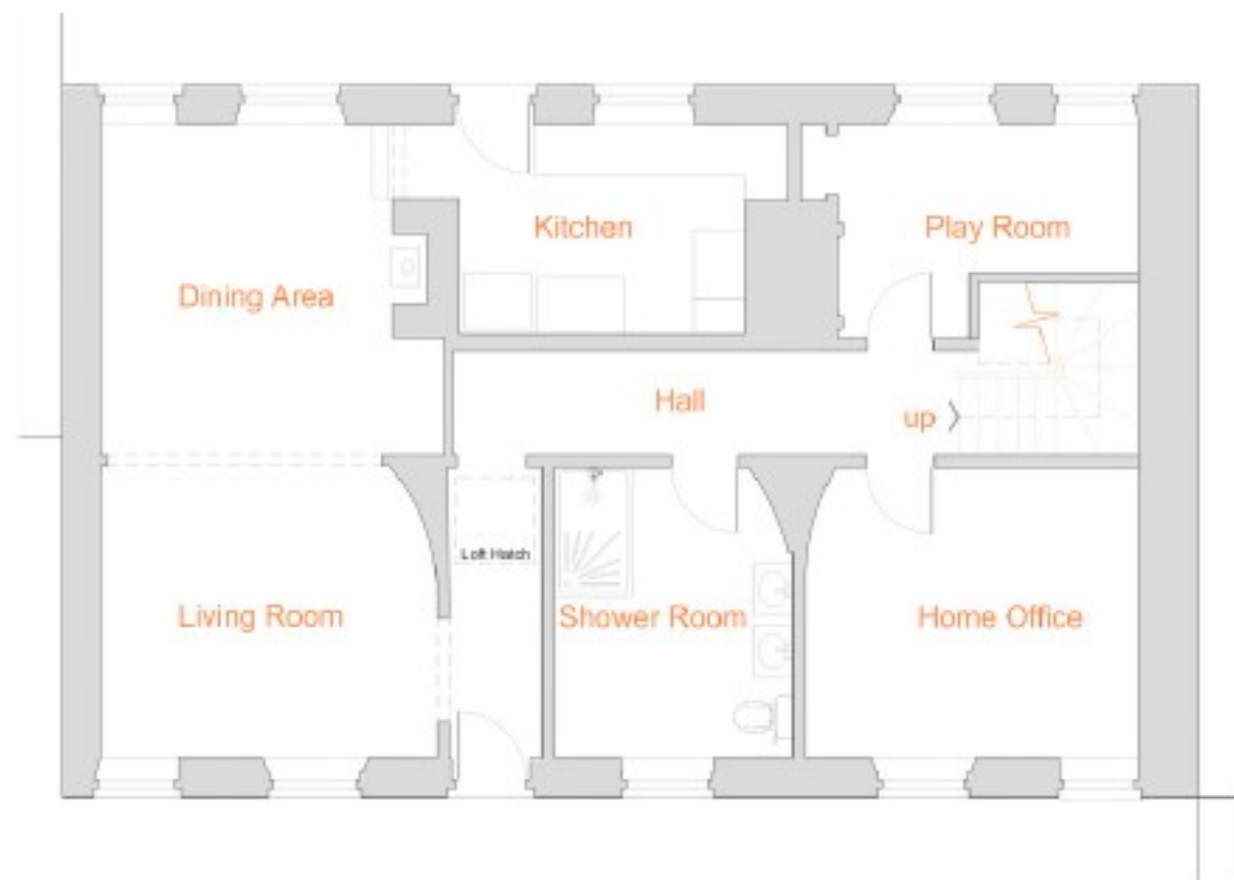 Kitchen
Play Room
Dining Area
Hall
up
Loft Hatch
Living Room
Shower Room
Home Office